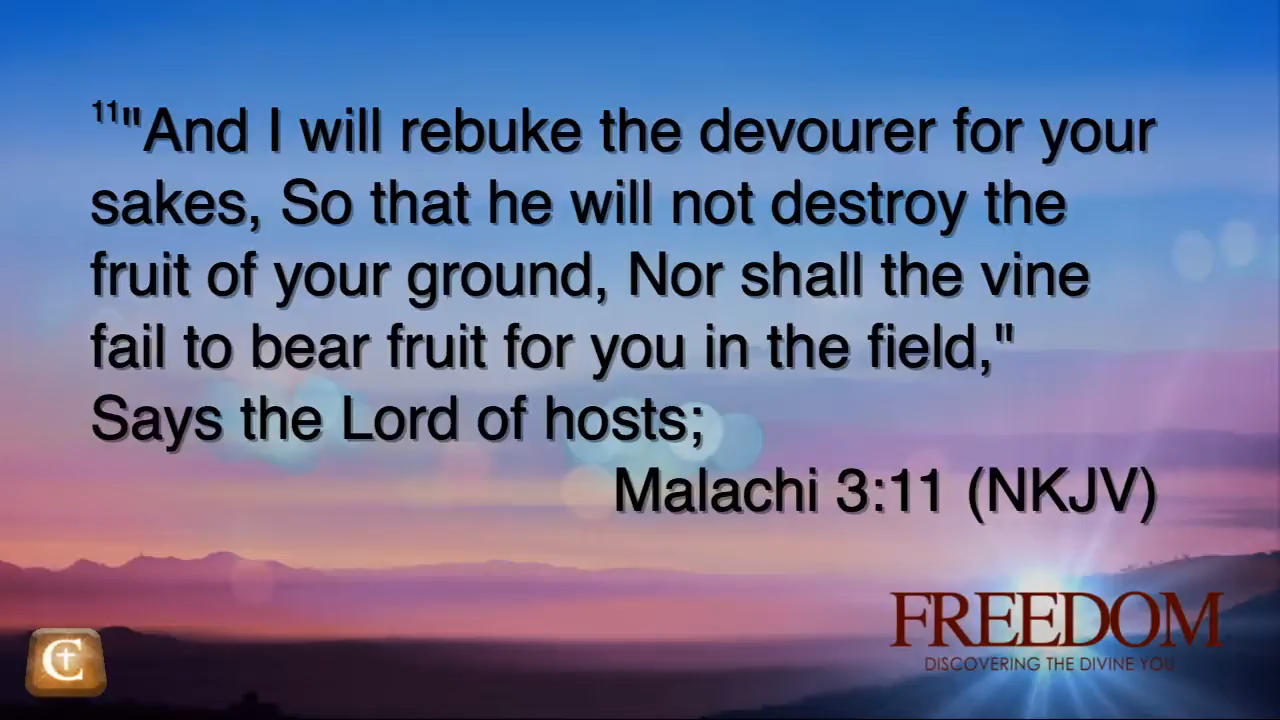 11"And I will rebuke the devourer for your
sakes, So that he will not destroy the
fruit of your ground, Nor shall the vine
fail to bear fruit for you in the field,"
Says the Lord of hosts;
Malachi 3:11 (NKJV)
FREEDOM
DISCOVERING THE DIVINE YOU
C